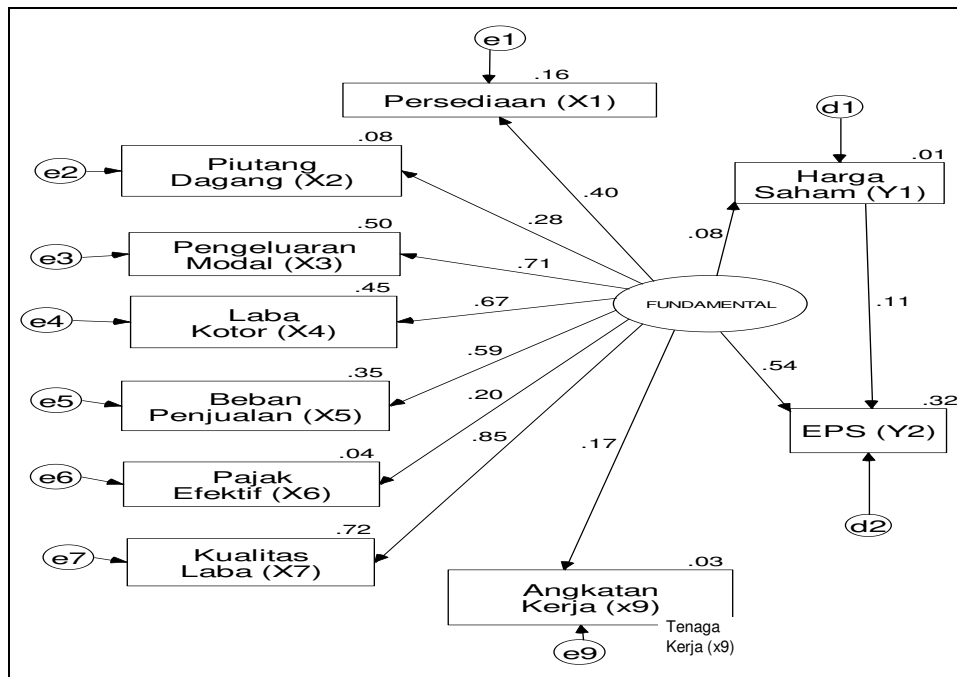 e1
.16
Persediaan (X1)
d1
.08
.01
e2
Piutang
Dagang (X2)
Harga
Saham (Y1)
.40
.28
.50
.08
e3
Pengeluaran
Modal (X3)
.71
.45
FUNDAMENTAL
e4
Laba
Kotor (X4)
.67
.11
.59
.35
.54
e5
Beban
Penjualan (X5)
.20
.32
.85
EPS (Y2)
.17
.04
e6
Pajak
Efektif (X6)
d2
.72
e7
Kualitas
Laba (X7)
.03
Angkatan
Kerja (x9)
Tenaga
Kerja (x9)
e9